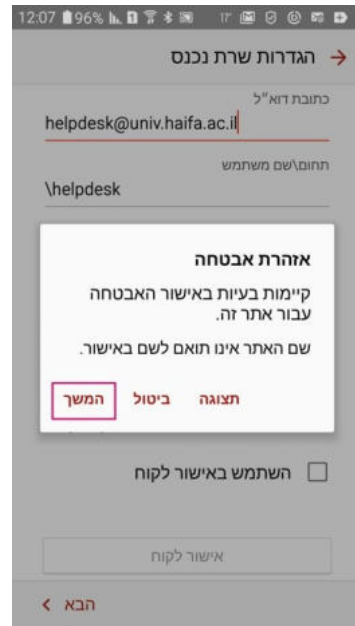 12:07 96%
הגדרות שרת נכנס
כתובת דוא"ל
helpdesk@univ.haifa.ac.il
תחום\שם משתמש
\helpdesk
אזהרת אבטחה
קיימות בעיות באישור האבטחה
עבור אתר זה.
שם האתר אינו תואם לשם באישור.
תצוגה ביטול המשך
השתמש באישור לקוח
אישור לקוח
הבא